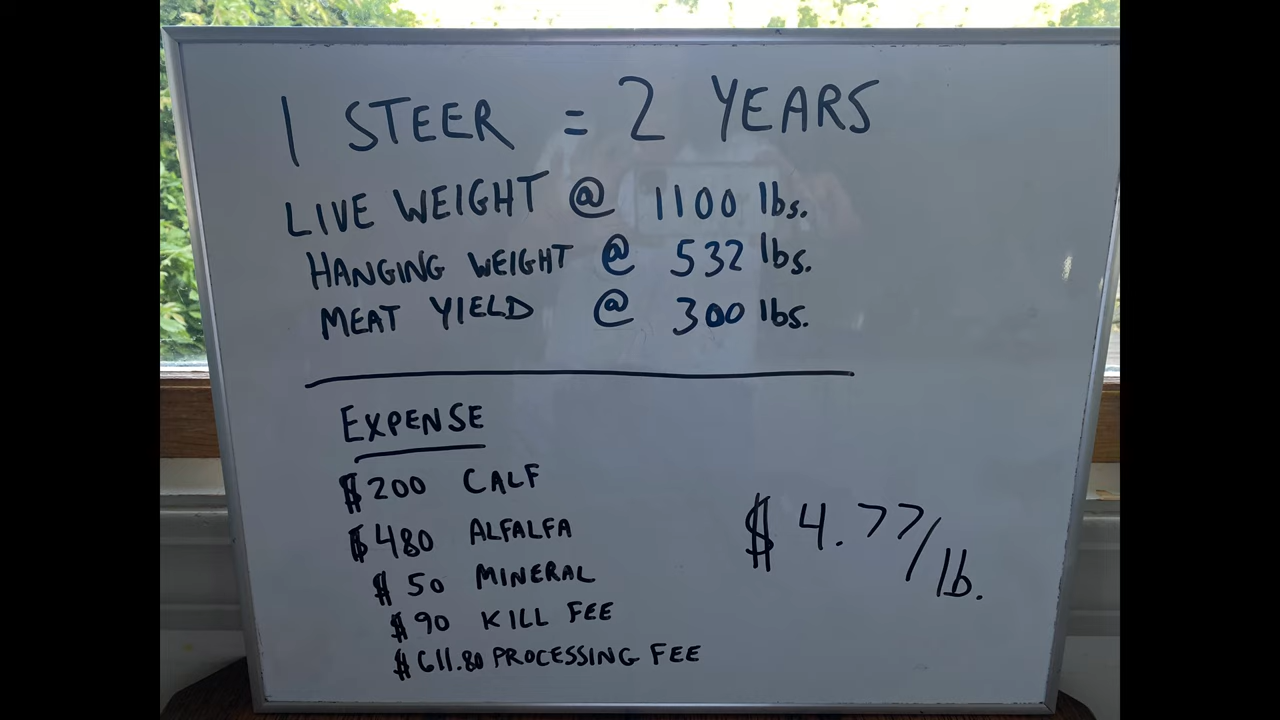 1 STEER = 2 YEARS
LIVE WEIGHT @ 1100 lbs.
HANGING WEIGHT @ 532 lbs.
MEAT YIELD @ 300 lbs.
EXPENSE
$200 CALF
$480 ALFALFA
$50 MINERAL
$90 KILL FEE
$611.80 PROCESSING FEE
$4.77/lb.